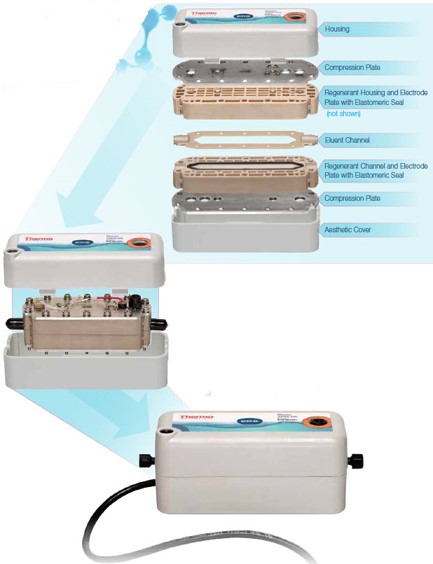 Thermo
Housing
Compression Plate
Regenerant Housing and Electrode
Plate with Elastomeric Seal
(not shown)
Eluent Channel
Regenerant Channel and Electrode
Plate with Elastomeric Seal
Compression Plate
Aesthetic Cover
Thermo
Thermo